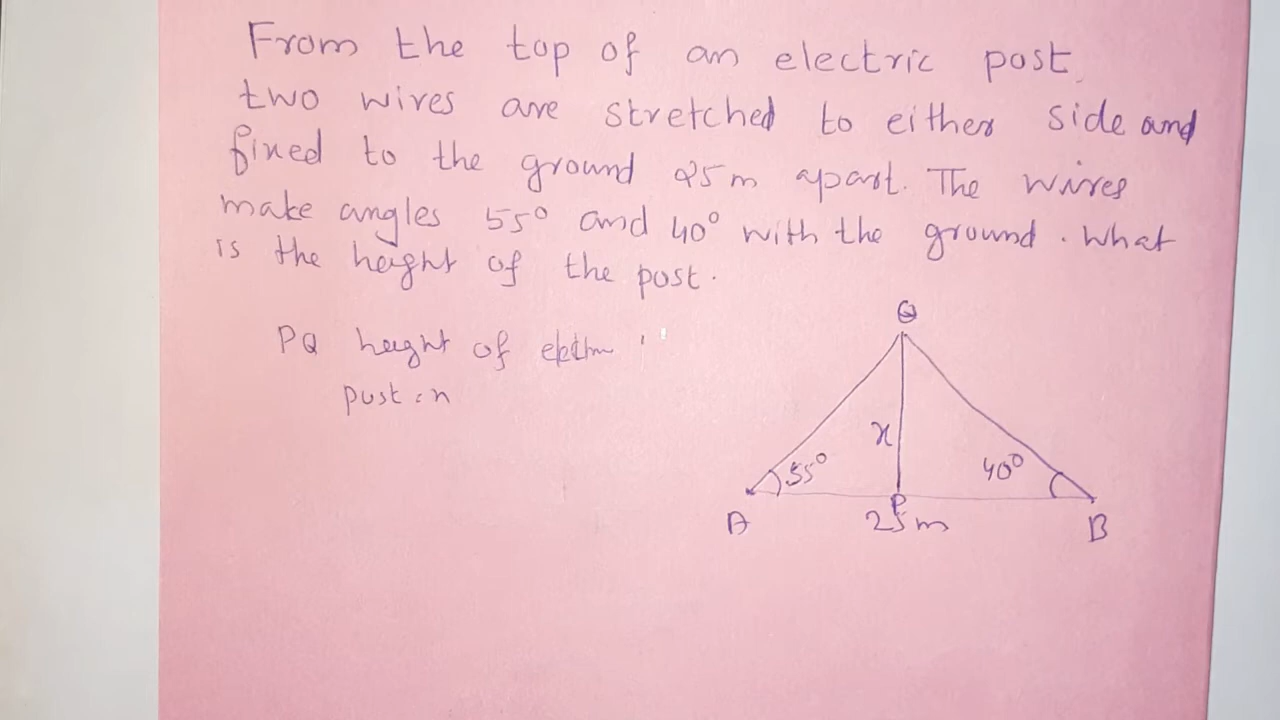 From the top of an electric post
two wires are stretched to either side and
fixed to the ground 25m apart. The wires
make angles 55° and 40° with the ground. What
is the height of the post.
PQ height of
post = x
Q
x
55°
40°
A
P
B
25m